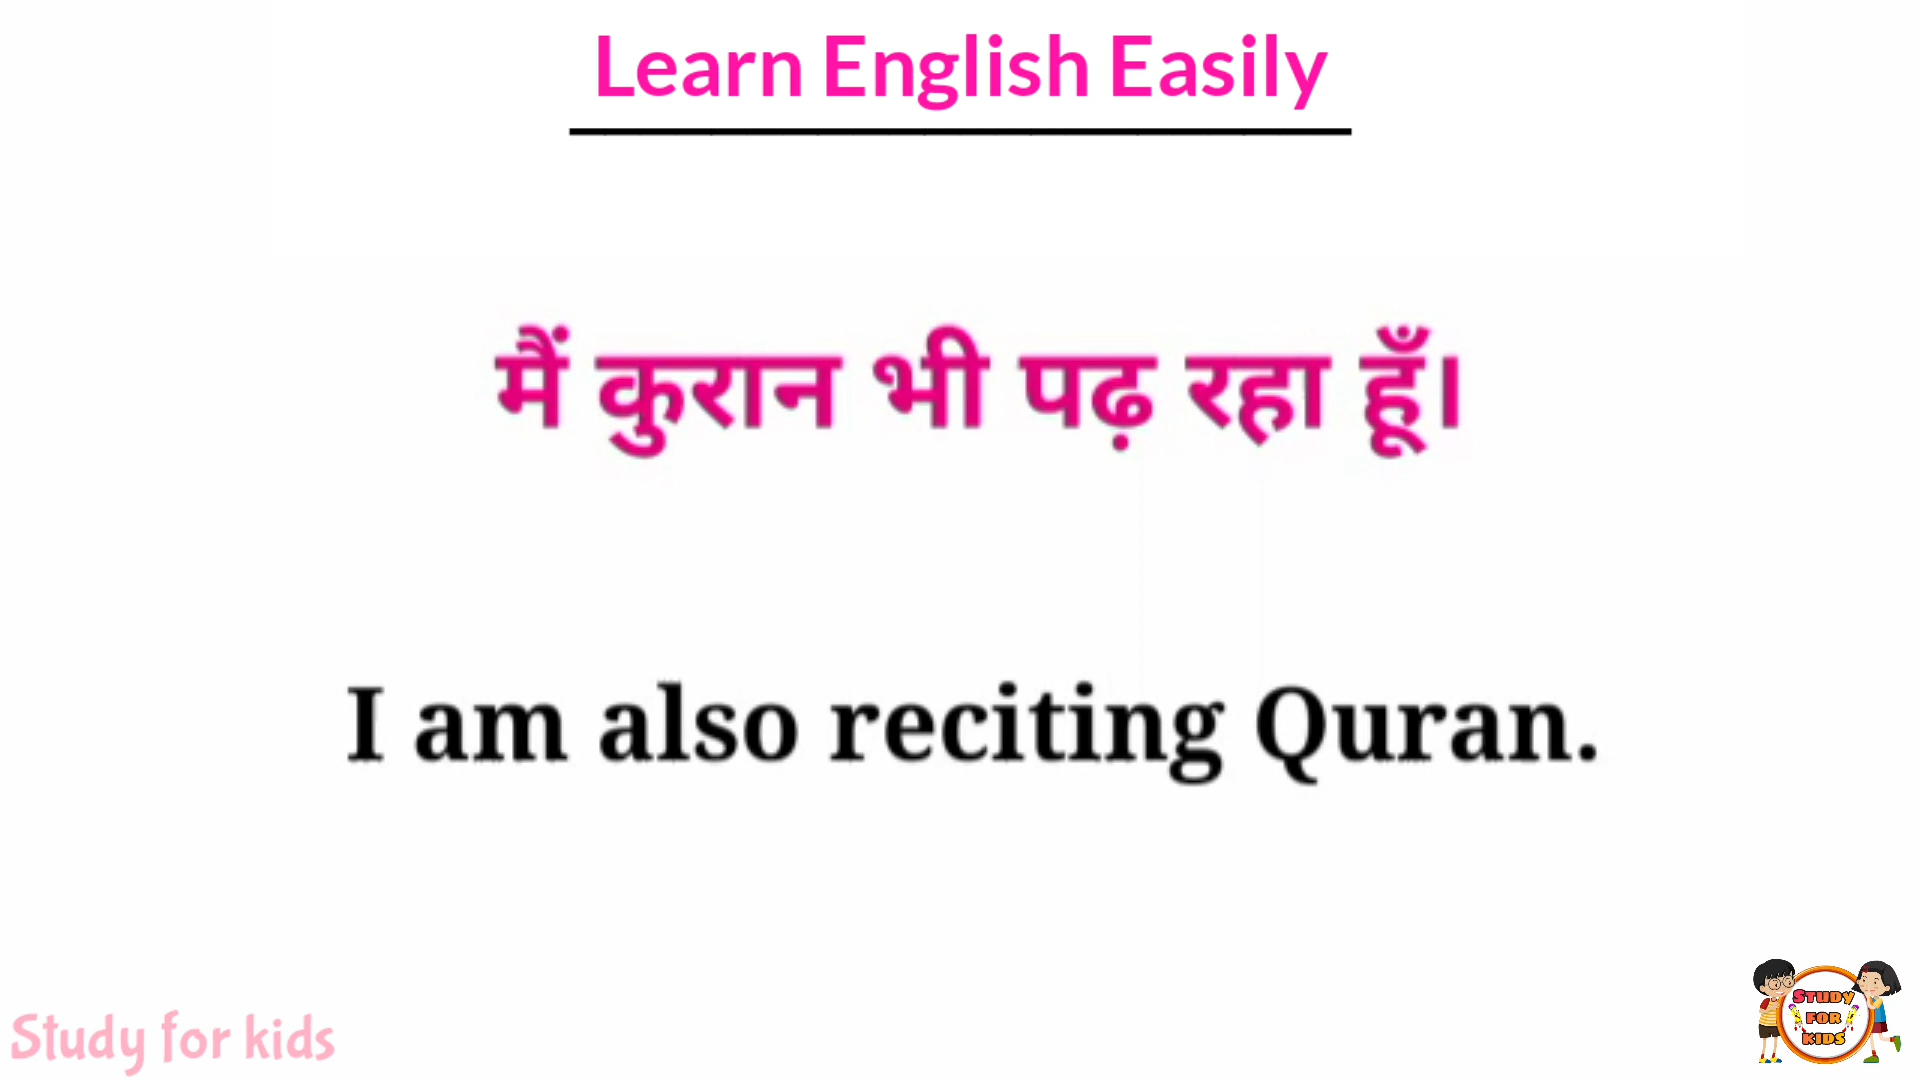 Learn English Easily
मैं कुरान भी पढ़ रहा हूँ।
I am also reciting Quran.
Study for kids
STUDY
FOR
KIDS